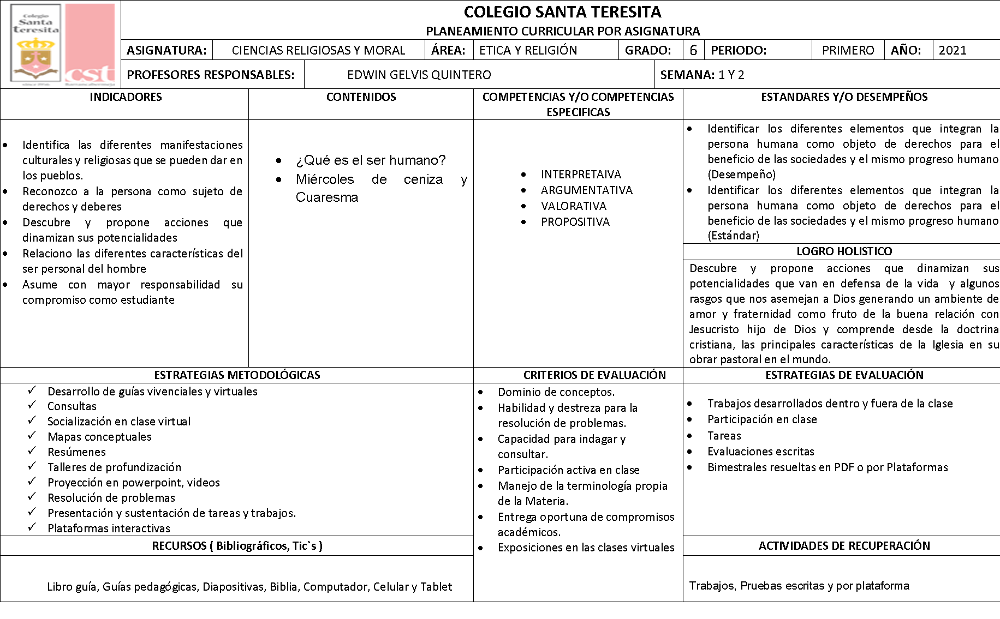 Colegio
Santa
teresita
cst
COLEGIO SANTA TERESITA
PLANEAMIENTO CURRICULAR POR ASIGNATURA
ASIGNATURA: CIENCIAS RELIGIOSAS Y MORAL ÁREA: ETICA Y RELIGIÓN GRADO: 6 PERIODO: PRIMERO AÑO: 2021
PROFESORES RESPONSABLES: EDWIN GELVIS QUINTERO SEMANA: 1 Y 2
INDICADORES
• Identifica las diferentes manifestaciones
culturales y religiosas que se pueden dar en
los pueblos.
• Reconozco a la persona como sujeto de
derechos y deberes
• Descubre y propone acciones que
dinamizan sus potencialidades
• Relaciono las diferentes características del
ser personal del hombre
• Asume con mayor responsabilidad su
compromiso como estudiante
CONTENIDOS
• ¿Qué es el ser humano?
• Miércoles de ceniza y
Cuaresma
COMPETENCIAS Y/O COMPETENCIAS
ESPECIFICAS
• INTERPRETAIVA
• ARGUMENTATIVA
• VALORATIVA
• PROPOSITIVA
ESTANDARES Y/O DESEMPEÑOS
• Identificar los diferentes elementos que integran la
persona humana como objeto de derechos para el
beneficio de las sociedades y el mismo progreso humano
(Desempeño)
• Identificar los diferentes elementos que integran la
persona humana como objeto de derechos para el
beneficio de las sociedades y el mismo progreso humano
(Estándar)
LOGRO HOLISTICO
Descubre y propone acciones que dinamizan sus
potencialidades que van en defensa de la vida y algunos
rasgos que nos asemejan a Dios generando un ambiente de
amor y fraternidad como fruto de la buena relación con
Jesucristo hijo de Dios y comprende desde la doctrina
cristiana, las principales características de la Iglesia en su
obrar pastoral en el mundo.
ESTRATEGIAS METODOLÓGICAS
✓ Desarrollo de guías vivenciales y virtuales
✓ Consultas
✓ Socialización en clase virtual
✓ Mapas conceptuales
✓ Resúmenes
✓ Talleres de profundización
✓ Proyección en powerpoint, videos
✓ Resolución de problemas
✓ Presentación y sustentación de tareas y trabajos.
✓ Plataformas interactivas
RECURSOS ( Bibliográficos, Tic`s )
Libro guía, Guías pedagógicas, Diapositivas, Biblia, Computador, Celular y Tablet
CRITERIOS DE EVALUACIÓN
• Dominio de conceptos.
• Habilidad y destreza para la
resolución de problemas.
• Capacidad para indagar y
consultar.
• Participación activa en clase
• Manejo de la terminología propia
de la Materia.
• Entrega oportuna de compromisos
académicos.
• Exposiciones en las clases virtuales
ESTRATEGIAS DE EVALUACIÓN
• Trabajos desarrollados dentro y fuera de la clase
• Participación en clase
• Tareas
• Evaluaciones escritas
• Bimestrales resueltas en PDF o por Plataformas
ACTIVIDADES DE RECUPERACIÓN
Trabajos, Pruebas escritas y por plataforma